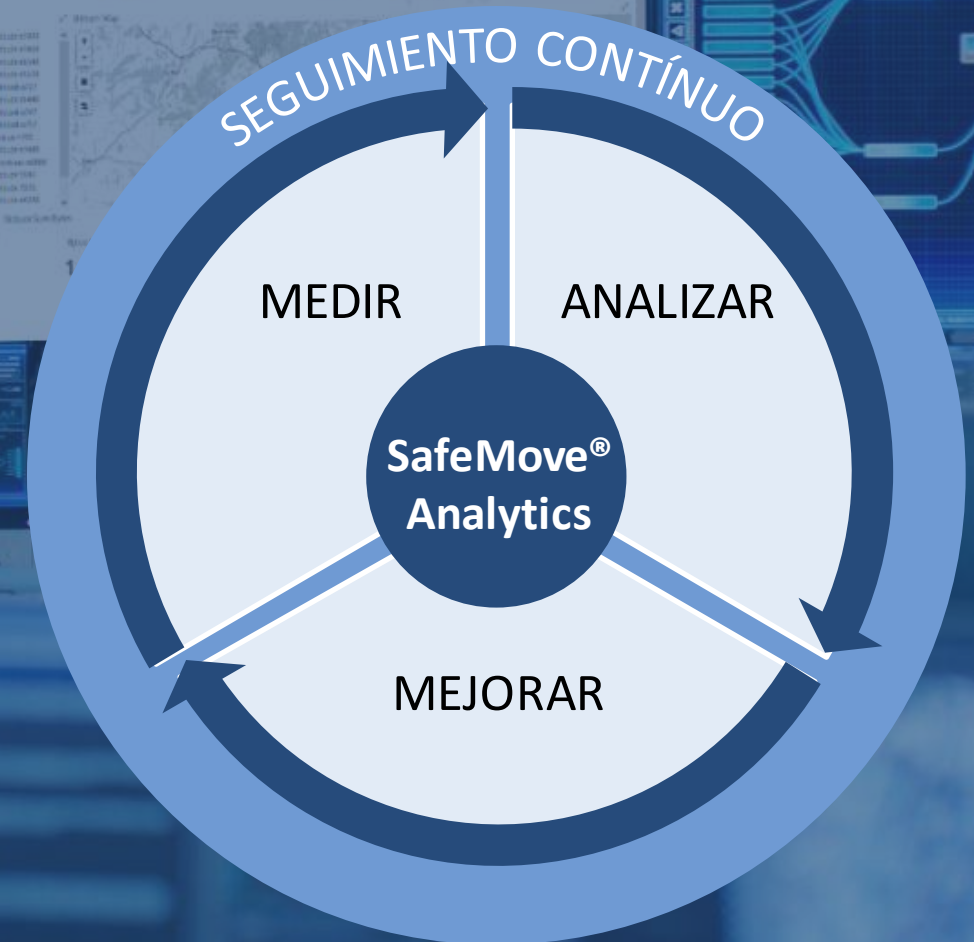 SEGUIMIENTO CONTÍNUO
MEDIR
ANALIZAR
SafeMove®
Analytics
MEJORAR